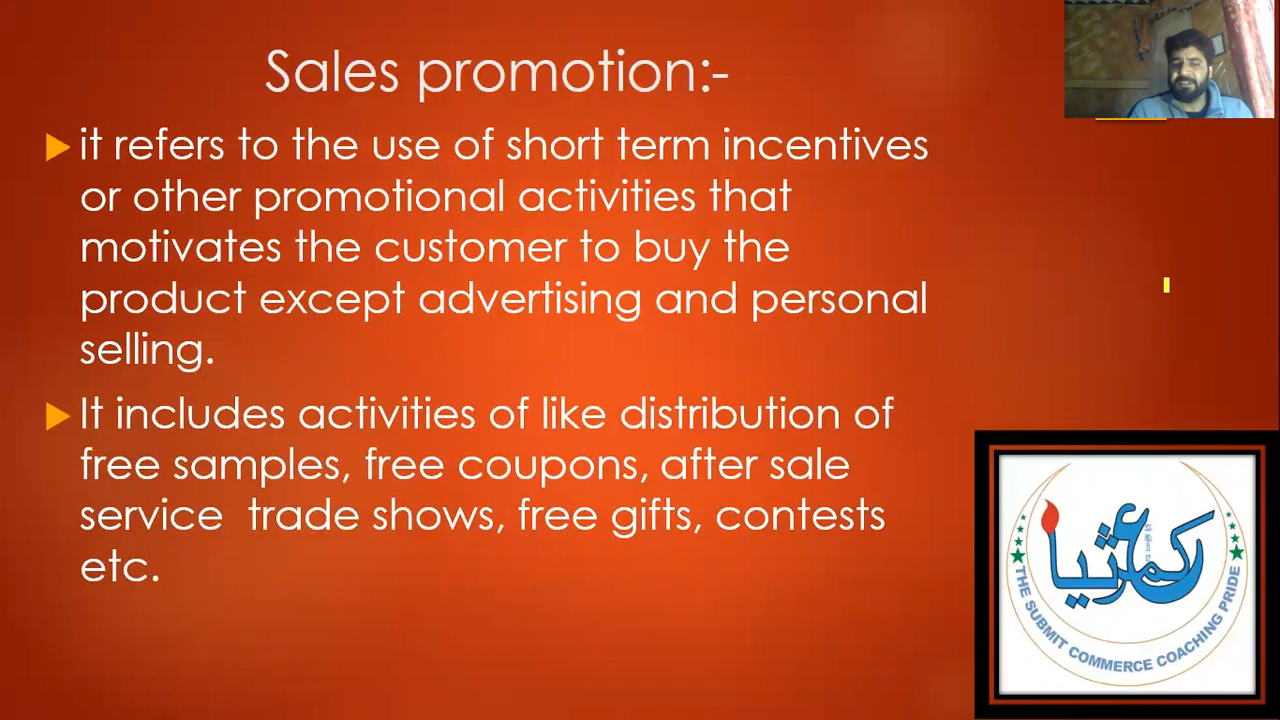 Sales promotion:-
it refers to the use of short term incentives
or other promotional activities that
motivates the customer to buy the
product except advertising and personal
selling.
It includes activities of like distribution of
free samples, free coupons, after sale
service trade shows, free gifts, contests
etc.
THE SUBMIT COMMERCE COACHING PRIDE